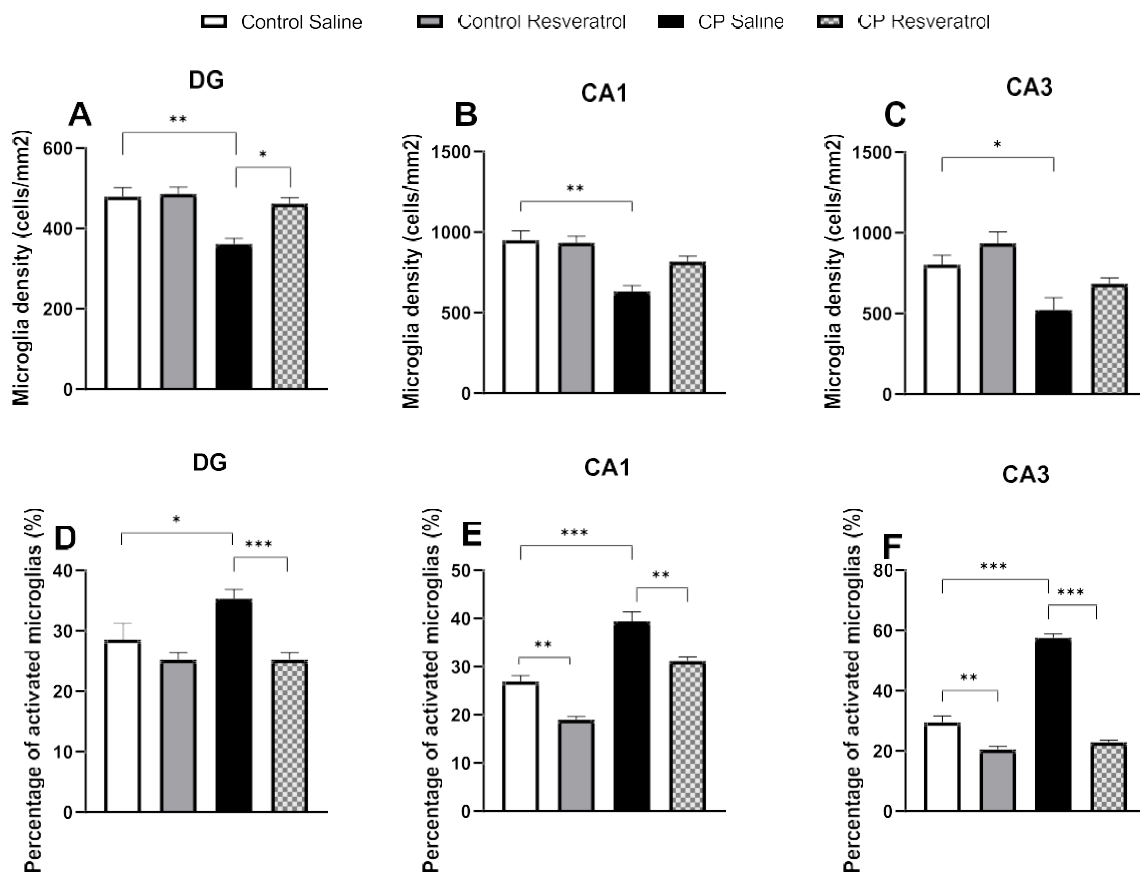 Control Saline Control Resveratrol CP Saline CP Resveratrol
DG
A
Microglia density (cells/mm2)
**
*
600
400
200
0
CA1
B
Microglia density (cells/mm2)
**
1500
1000
500
0
CA3
C
Microglia density (cells/mm2)
*
1500
1000
500
0
DG
D
Percentage of activated microglias (%)
*
***
40
30
20
10
0
CA1
E
Percentage of activated microglias (%)
***
**
**
50
40
30
20
10
0
CA3
F
Percentage of activated microglias (%)
***
***
**
80
60
40
20
0